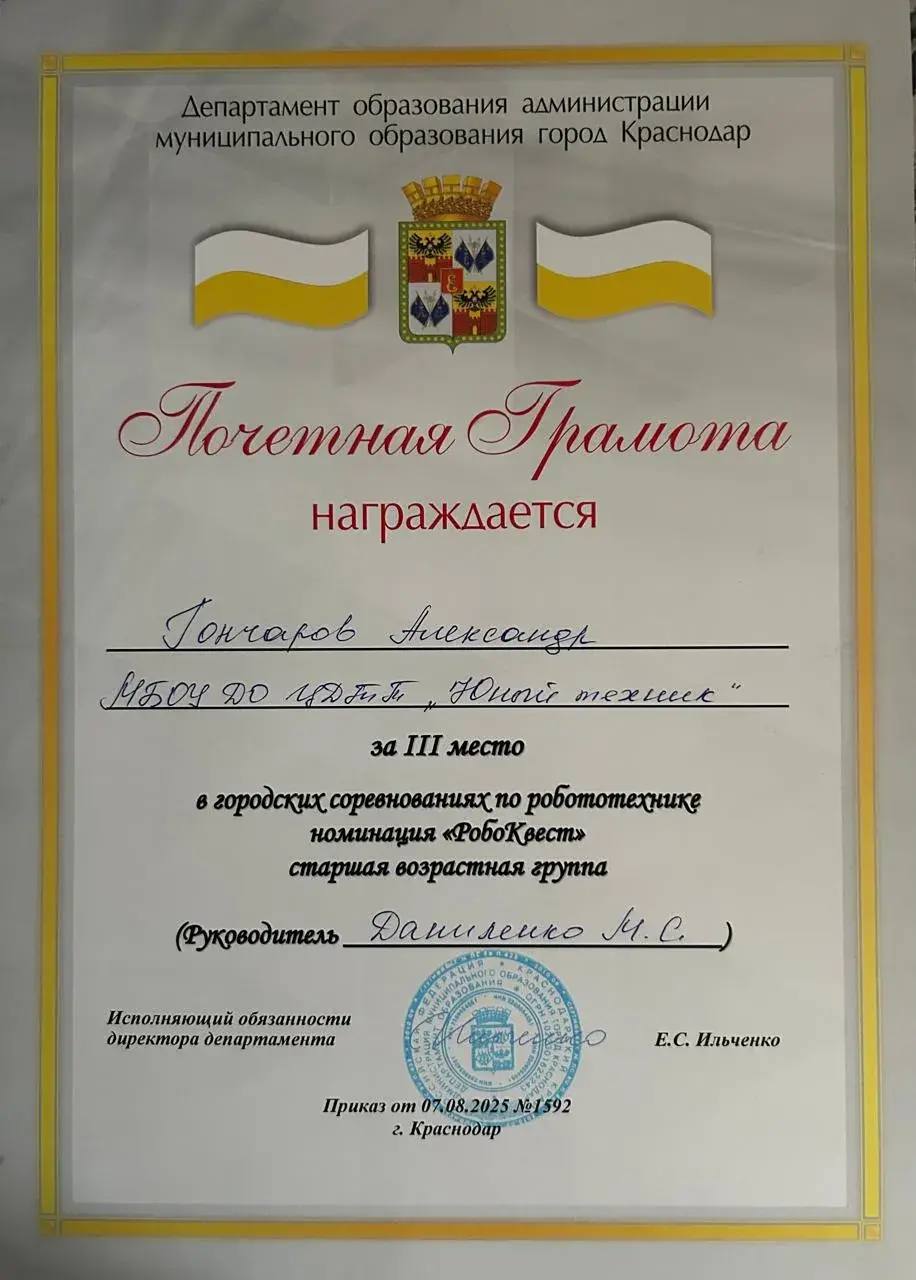 Департамент образования администрации
муниципального образования город Краснодар
Почетная Грамота
награждается
Гончаров Александр
МБОУ ДО ЦДТТ „Юный техник“
за III место
в городских соревнованиях по робототехнике
номинация «РобоКвест»
старшая возрастная группа
(Руководитель Даниленко М.С.)
Исполняющий обязанности
директора департамента
Е.С. Ильченко
Приказ от 07.08.2025 №1592
г. Краснодар